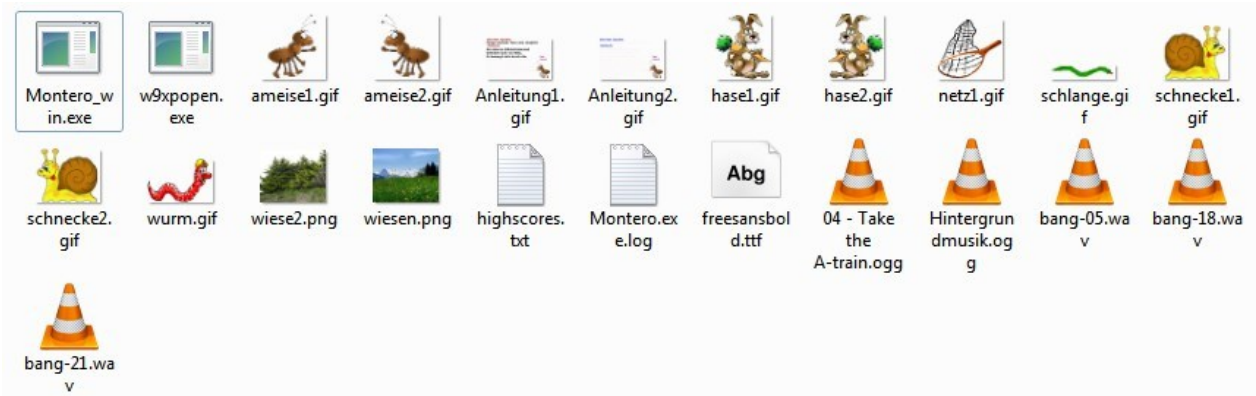 Montero_w
in.exe
w9xpopen.
exe
ameise1.gif
ameise2.gif
Anleitung1.
gif
Anleitung2.
gif
hase1.gif
hase2.gif
netz1.gif
schlange.gi
f
schnecke1.
gif
schnecke2.
gif
wurm.gif
wiese2.png
wiesen.png
highscores.
txt
Montero.ex
e.log
Abg
freesansbol
d.ttf
04 - Take
the
A-train.ogg
Hintergrun
dmusik.og
g
bang-05.wa
v
bang-18.wa
v
bang-21.wa
v